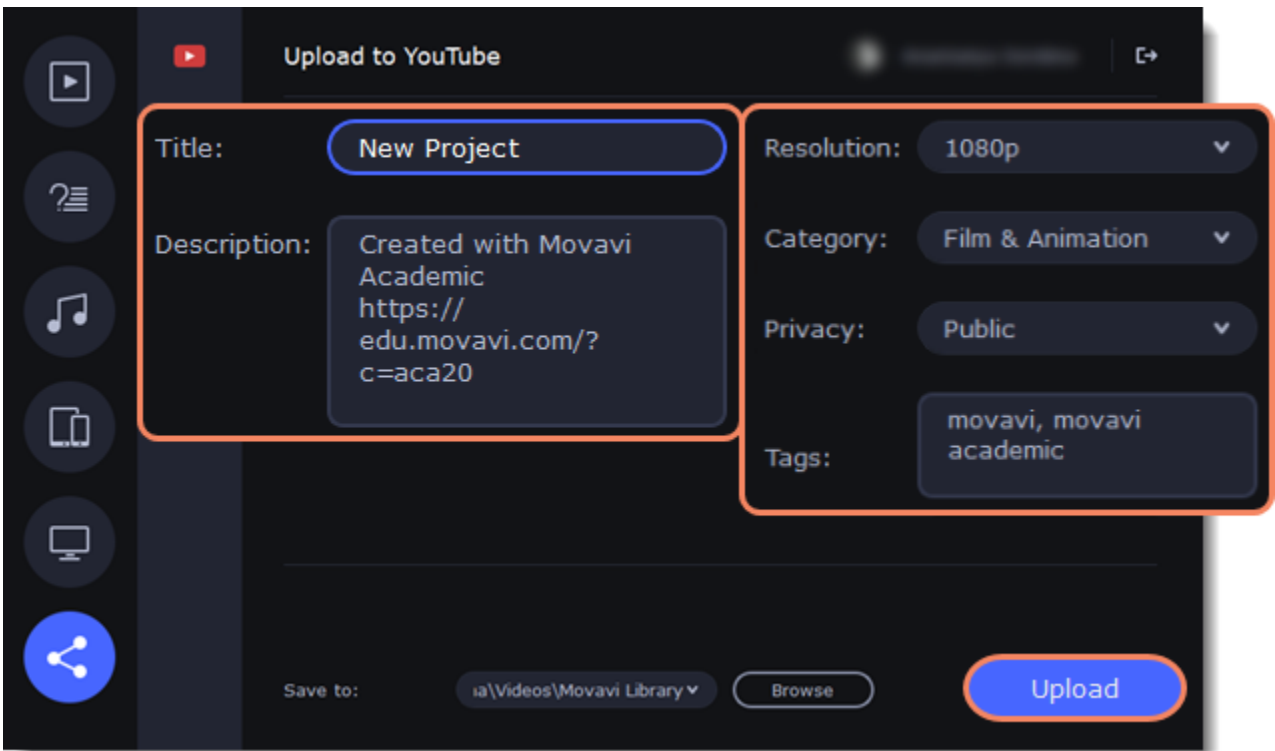 Upload to YouTube
Title:
New Project
Description:
Created with Movavi
Academic
https://
edu.movavi.com/?
c=aca20
Resolution:
1080p
Category:
Film & Animation
Privacy:
Public
Tags:
movavi, movavi
academic
Save to:
a\Videos\Movavi Library
Browse
Upload